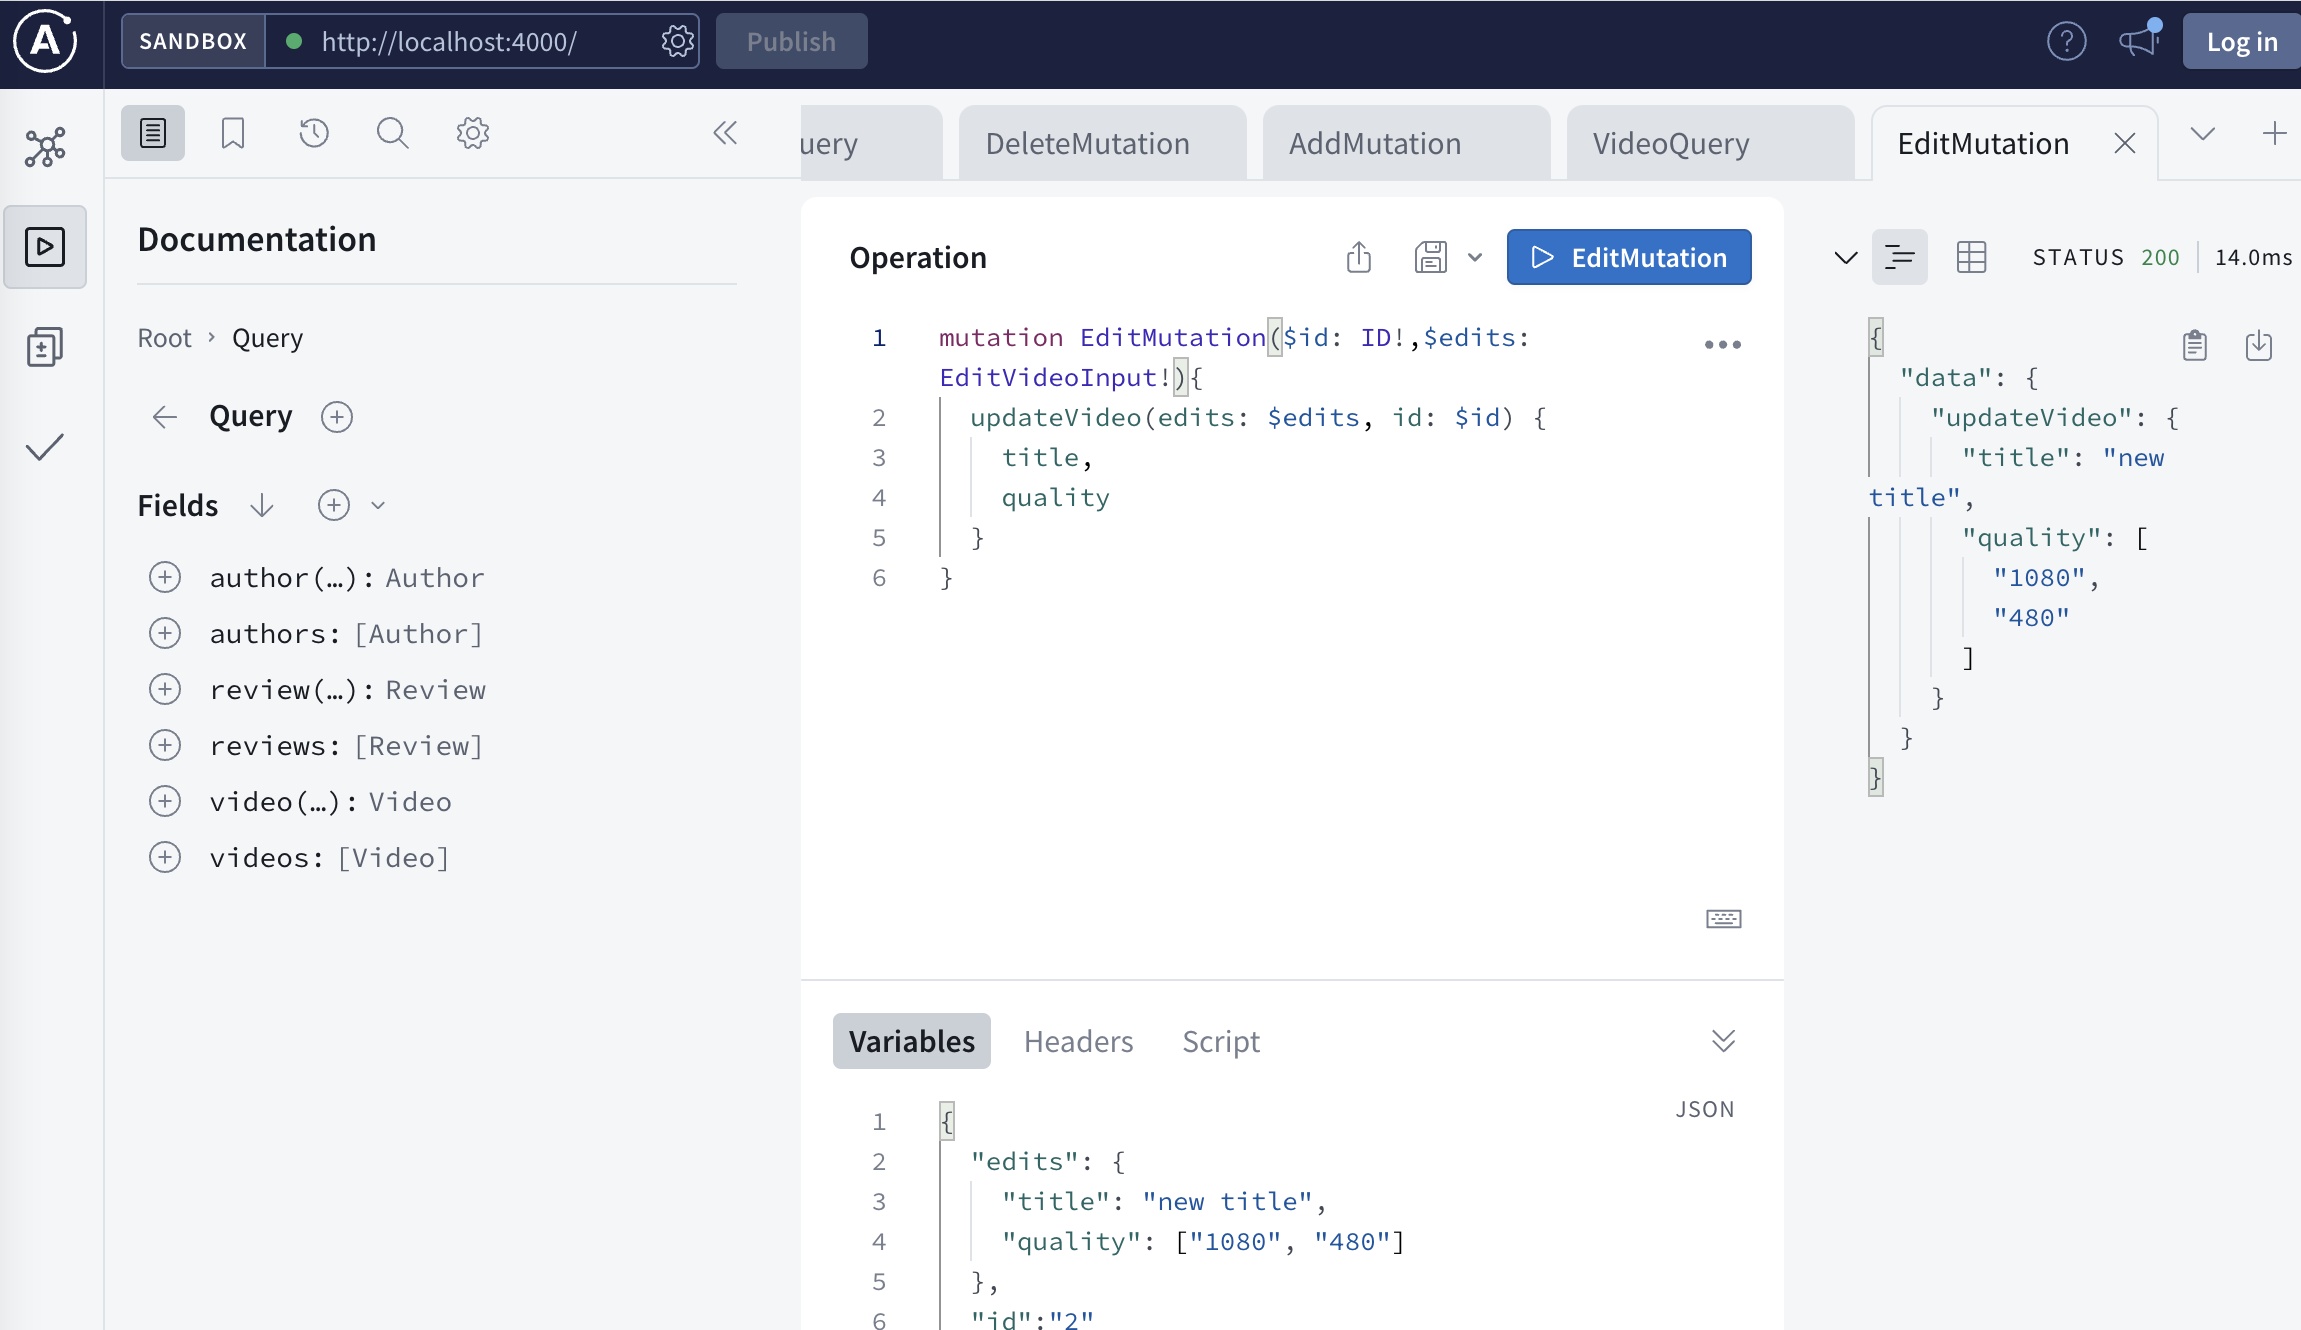 SANDBOX http://localhost:4000/ Publish Log in
uery DeleteMutation AddMutation VideoQuery EditMutation
Documentation
Root › Query
Query
Fields
author(…): Author
authors: [Author]
review(…): Review
reviews: [Review]
video(…): Video
videos: [Video]
Operation
EditMutation
1 mutation EditMutation($id: ID!,$edits:
EditVideoInput!){
2 updateVideo(edits: $edits, id: $id) {
3 title,
4 quality
5 }
6 }
Variables Headers Script
JSON
1 {
2 "edits": {
3 "title": "new title",
4 "quality": ["1080", "480"]
5 },
6 "id":"2"
STATUS 200 14.0ms
{
"data": {
"updateVideo": {
"title": "new
title",
"quality": [
"1080",
"480"
]
}
}
}